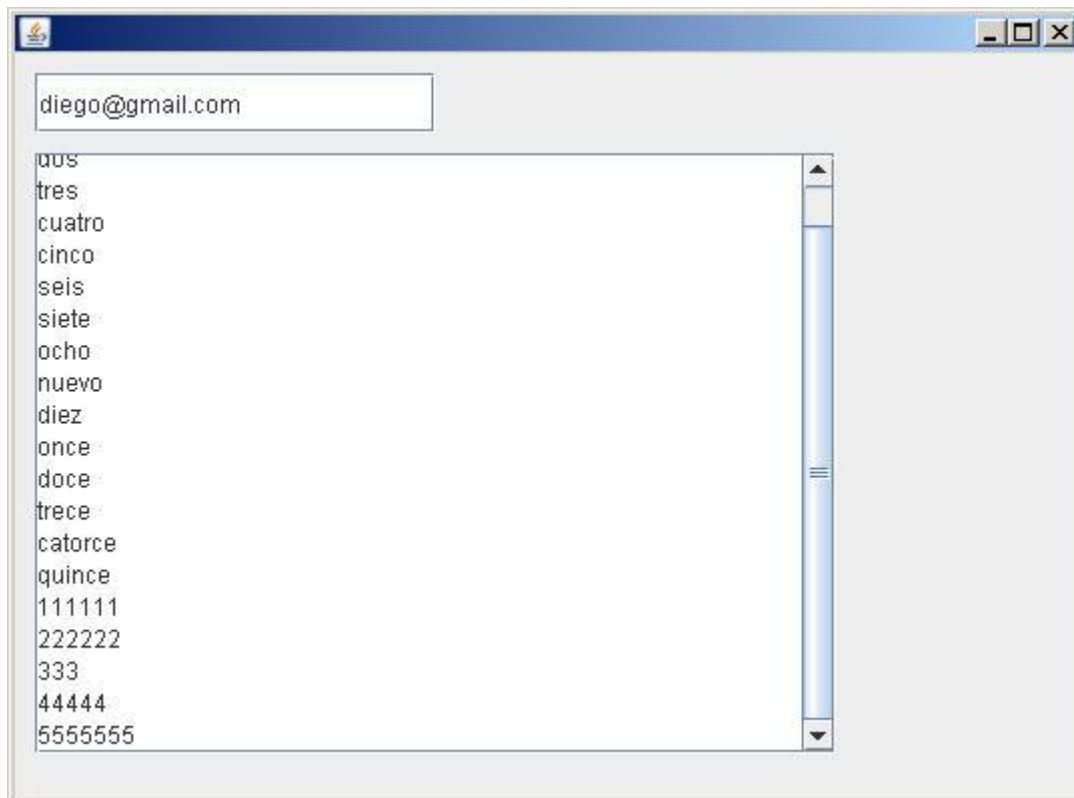 diego@gmail.com
dos
tres
cuatro
cinco
seis
siete
ocho
nuevo
diez
once
doce
trece
catorce
quince
111111
222222
333
44444
5555555